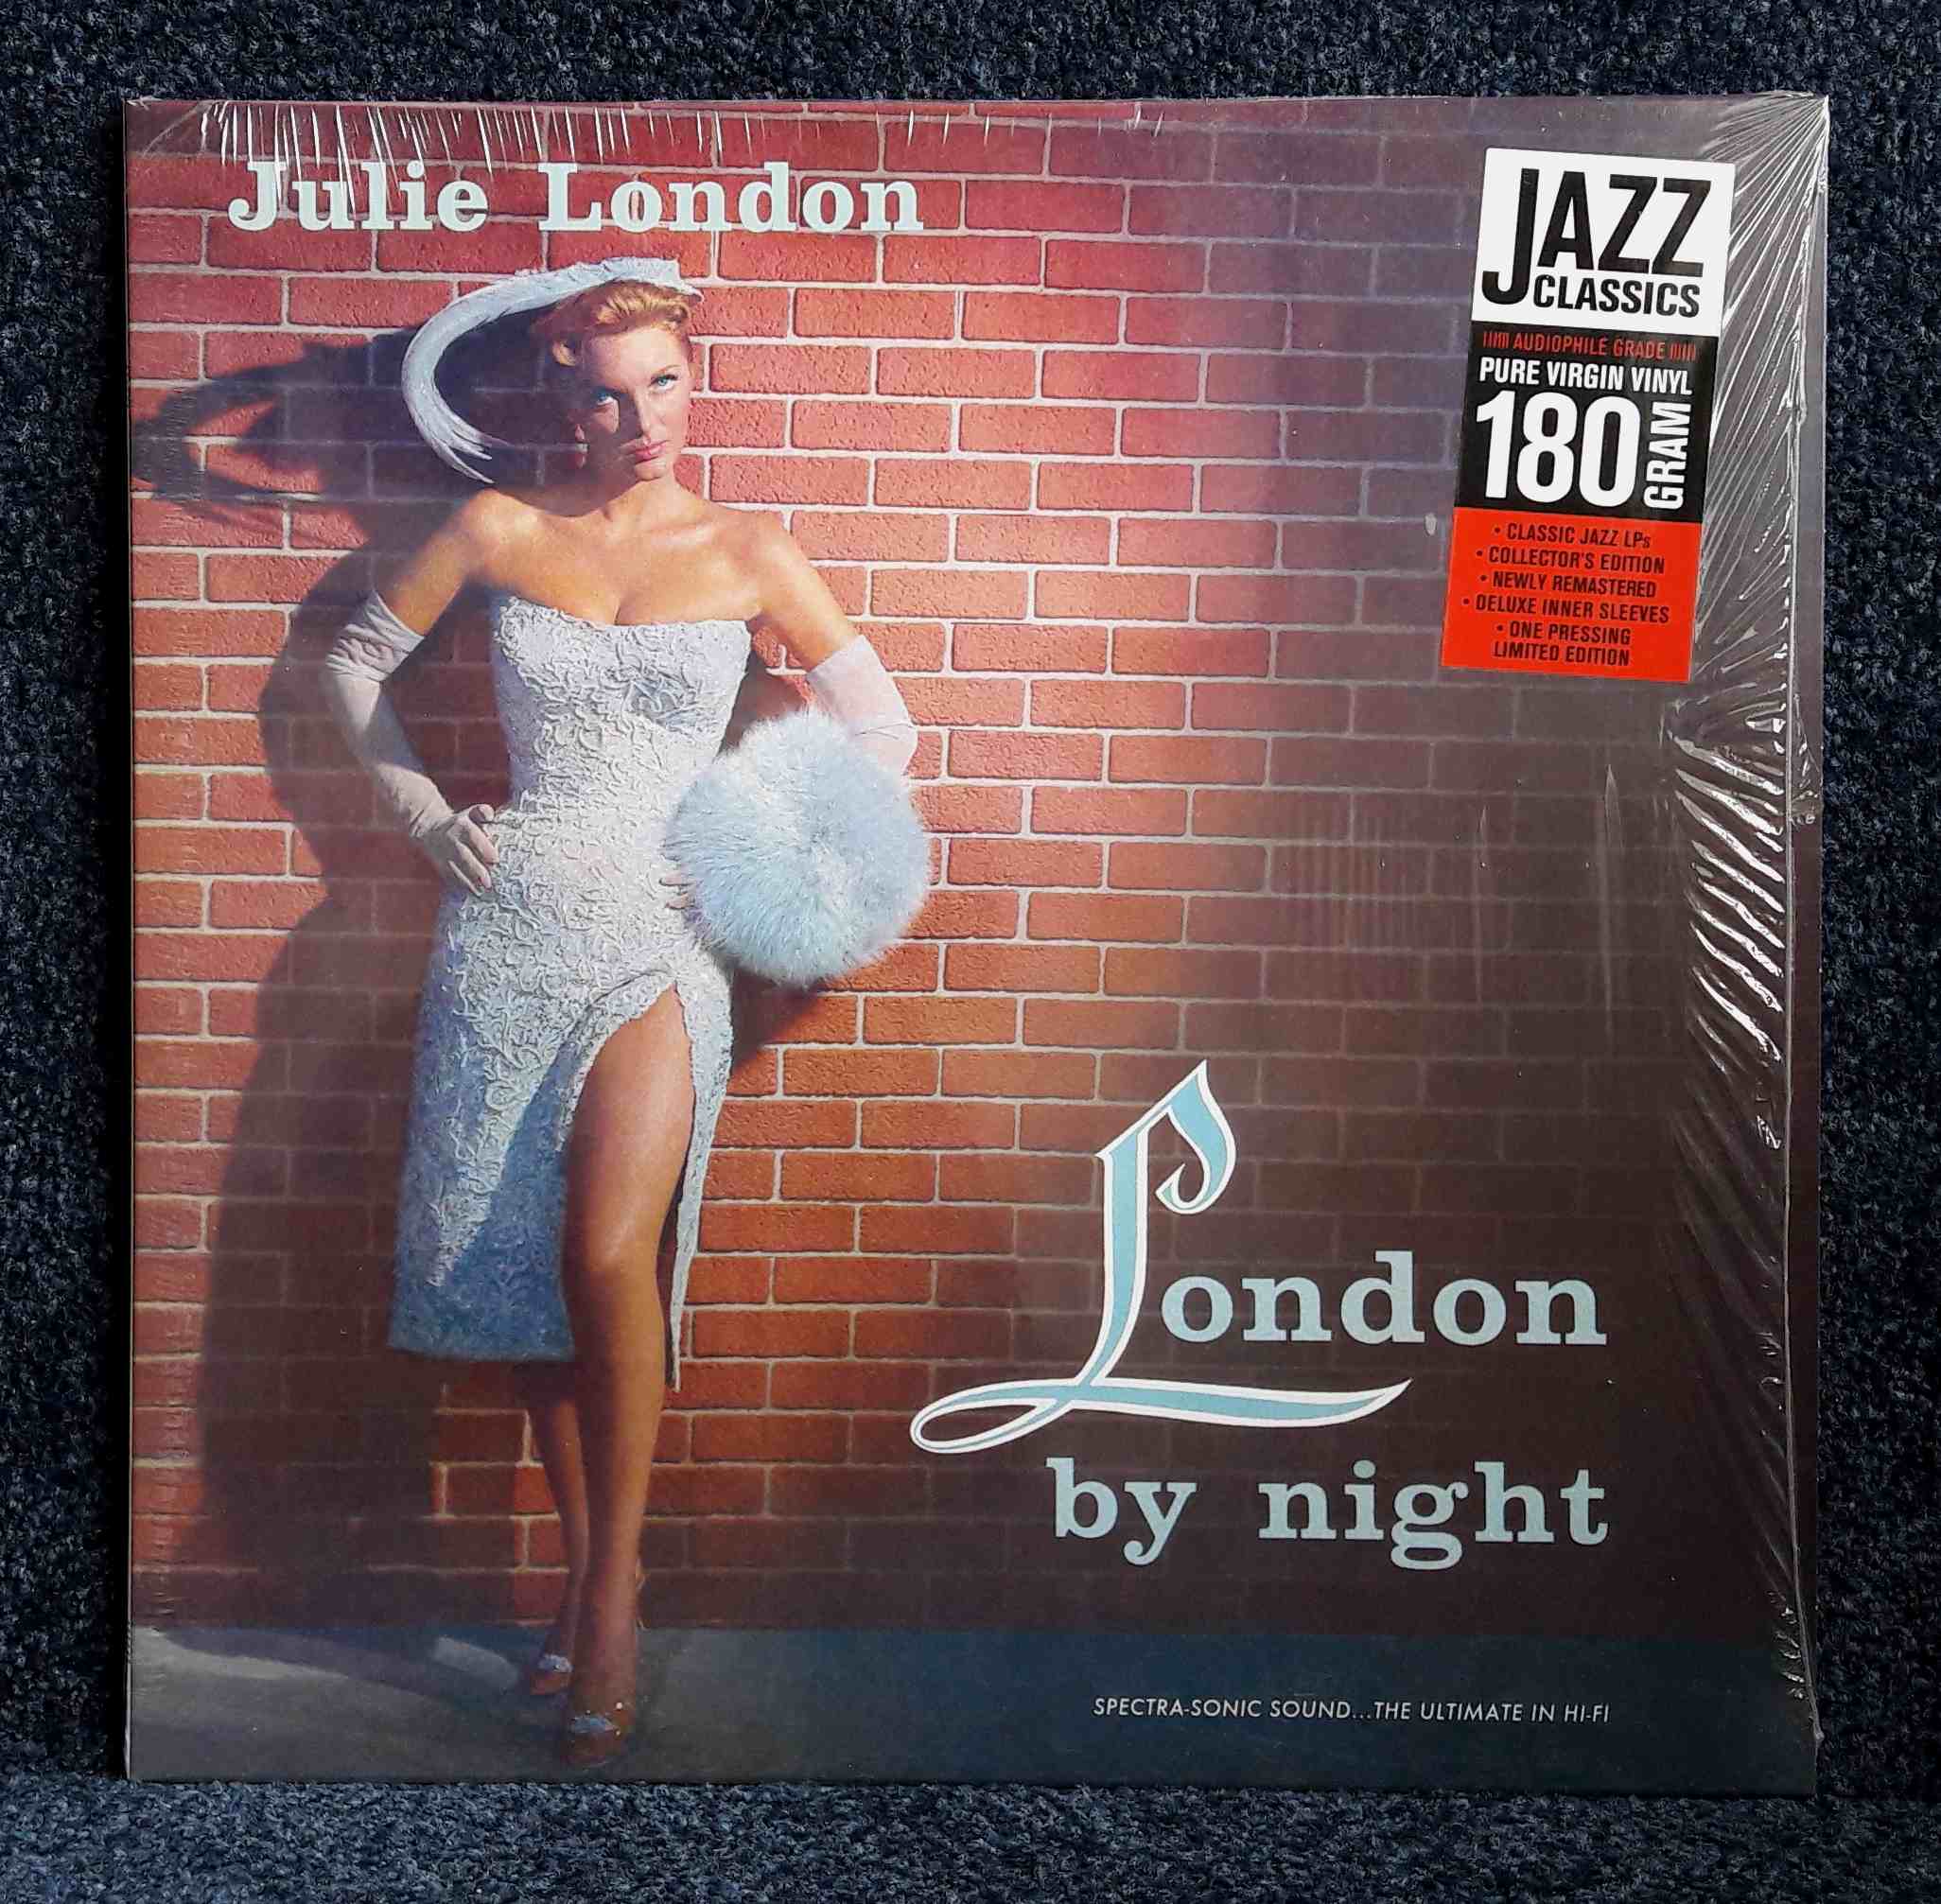 Julie London
JAZZ
CLASSICS
AUDIOPHILE GRADE
PURE VIRGIN VINYL
180 GRAM
• CLASSIC JAZZ LPs
• COLLECTOR'S EDITION
• NEWLY REMASTERED
• DELUXE INNER SLEEVES
• ONE PRESSING
LIMITED EDITION
London
by night
SPECTRA-SONIC SOUND...THE ULTIMATE IN HI-FI